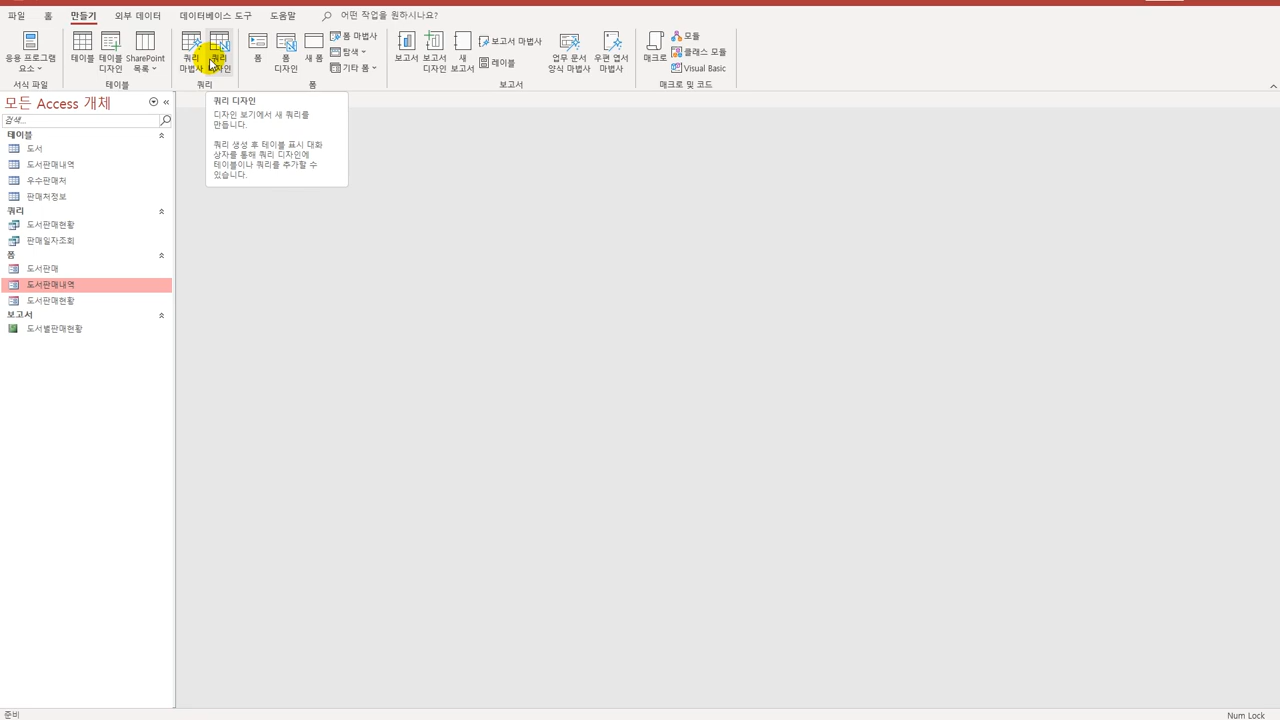 파일 홈 만들기 외부 데이터 데이터베이스 도구 도움말 어떤 작업을 원하시나요?
응용 프로그램
요소
서식 파일
테이블
테이블
디자인
SharePoint
목록
테이블
쿼리
마법사
쿼리
디자인
쿼리
폼
폼
디자인
새 폼
폼 마법사
탐색
기타 폼
폼
보고서
보고서
디자인
새
보고서
보고서 마법사
레이블
업무 문서
양식 마법사
우편 엽서
마법사
보고서
매크로
모듈
클래스 모듈
Visual Basic
매크로 및 코드
모든 Access 개체
검색...
테이블
도서
도서판매내역
우수판매처
판매처정보
쿼리
도서판매현황
판매일자조회
폼
도서판매
도서판매내역
도서판매현황
보고서
도서별판매현황
쿼리 디자인
디자인 보기에서 새 쿼리를
만듭니다.
쿼리 생성 후 테이블 표시 대화
상자를 통해 쿼리 디자인에
테이블이나 쿼리를 추가할 수
있습니다.
준비
Num Lock